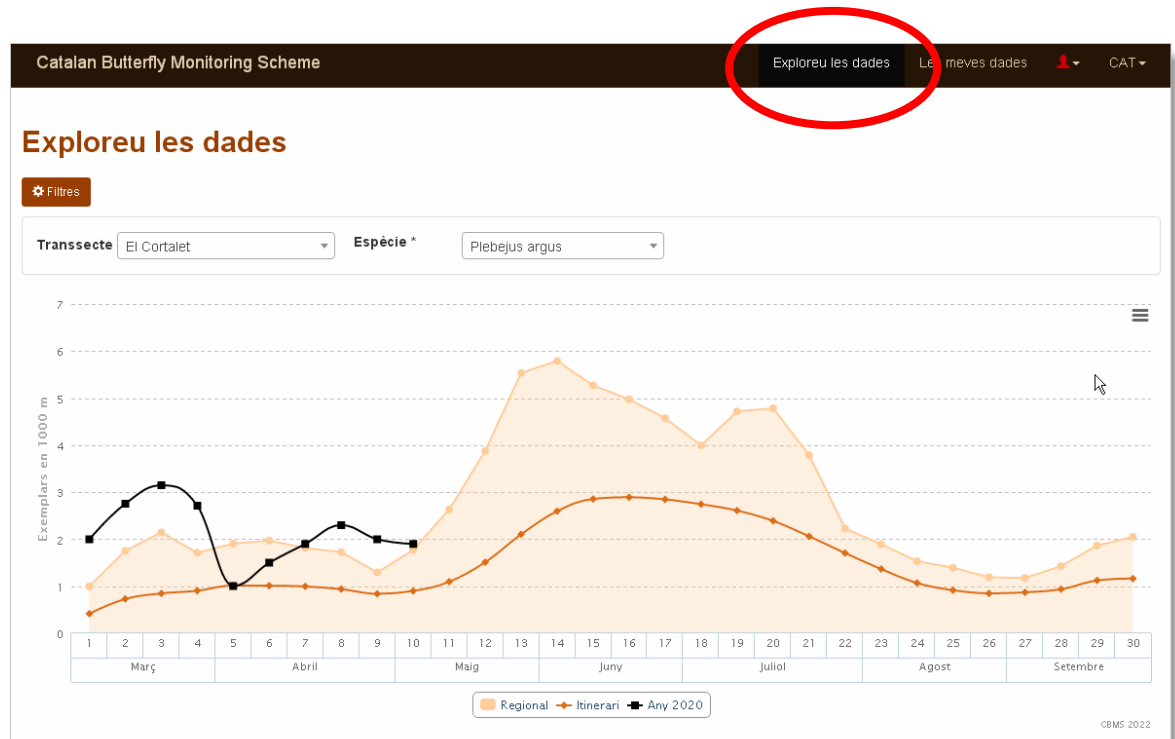 Catalan Butterfly Monitoring Scheme Exploreu les dades Les meves dades CAT
Exploreu les dades
Filtres
Transsecte El Cortalet Espècie * Plebejus argus
7
6
5
4
3
2
1
0
Exemplars en 1000 m
1 2 3 4 5 6 7 8 9 10 11 12 13 14 15 16 17 18 19 20 21 22 23 24 25 26 27 28 29 30
Març Abril Maig Juny Juliol Agost Setembre
Regional Itinerari Any 2020
CBMS 2022